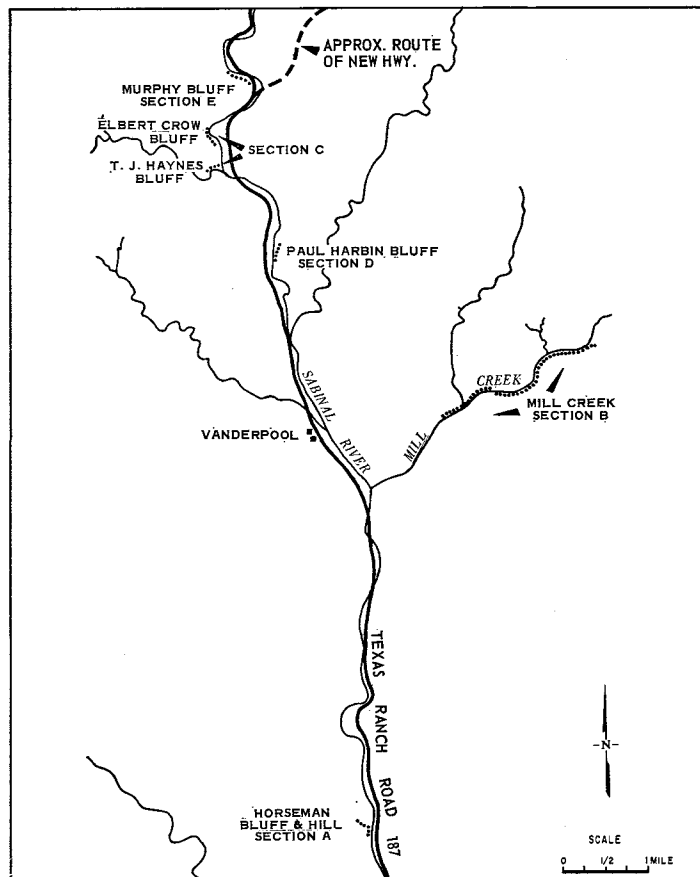 APPROX. ROUTE
OF NEW HWY.
MURPHY BLUFF
SECTION E
ELBERT CROW
BLUFF
SECTION C
T. J. HAYNES
BLUFF
PAUL HARBIN BLUFF
SECTION D
SABINAL
RIVER
CREEK
MILL
MILL CREEK
SECTION B
VANDERPOOL
TEXAS
RANCH
ROAD
187
-N-
HORSEMAN
BLUFF & HILL
SECTION A
SCALE
0 1/2 1 MILE